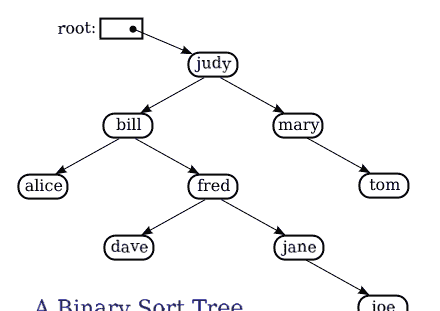 root:
judy
bill mary
alice fred tom
dave jane
joe
A Binary Sort Tree